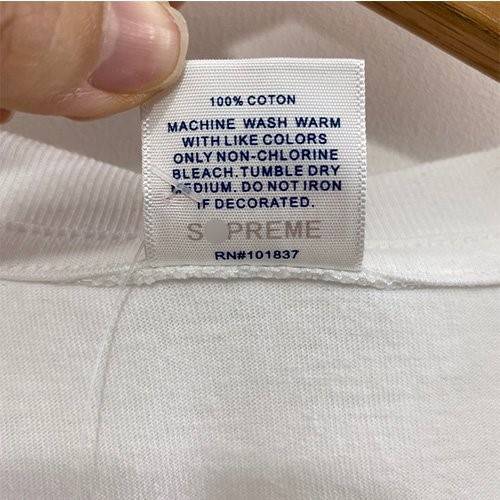 100% COTON
MACHINE WASH WARM
WITH LIKE COLORS
ONLY NON-CHLORINE
BLEACH.TUMBLE DRY
MEDIUM. DO NOT IRON
IF DECORATED.
SUPREME
RN#101837